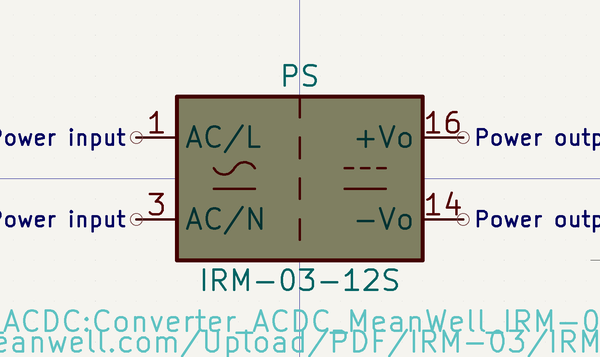 PS
Power input 1 AC/L +Vo 16 Power outp
Power input 3 AC/N −Vo 14 Power outp
IRM-03-12S
ACDC:Converter_ACDC_MeanWell_IRM-0
eanwell.com/Upload/PDF/IRM-03/IRM